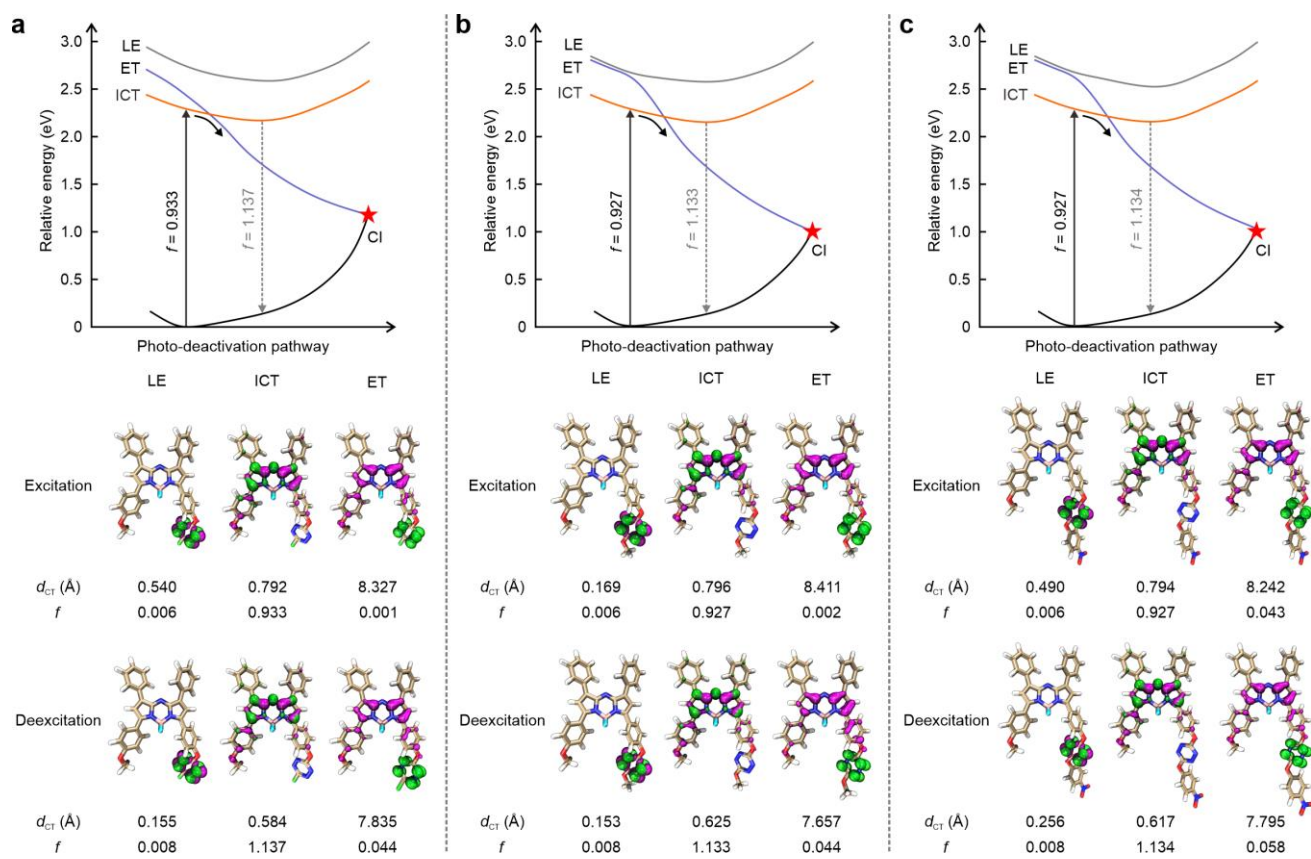 a
3.0
2.5
2.0
1.5
1.0
0.5
0
Relative energy (eV)
LE
ET
ICT
f = 0.933
f = 1.137
CI
Photo-deactivation pathway
LE ICT ET
Excitation
dCT (Å) 0.540 0.792 8.327
f 0.006 0.933 0.001
Deexcitation
dCT (Å) 0.155 0.584 7.835
f 0.008 1.137 0.044
b
3.0
2.5
2.0
1.5
1.0
0.5
0
Relative energy (eV)
LE
ET
ICT
f = 0.927
f = 1.133
CI
Photo-deactivation pathway
LE ICT ET
Excitation
dCT (Å) 0.169 0.796 8.411
f 0.006 0.927 0.002
Deexcitation
dCT (Å) 0.153 0.625 7.657
f 0.008 1.133 0.044
c
3.0
2.5
2.0
1.5
1.0
0.5
0
Relative energy (eV)
LE
ET
ICT
f = 0.927
f = 1.134
CI
Photo-deactivation pathway
LE ICT ET
Excitation
dCT (Å) 0.490 0.794 8.242
f 0.006 0.927 0.043
Deexcitation
dCT (Å) 0.256 0.617 7.795
f 0.008 1.134 0.058